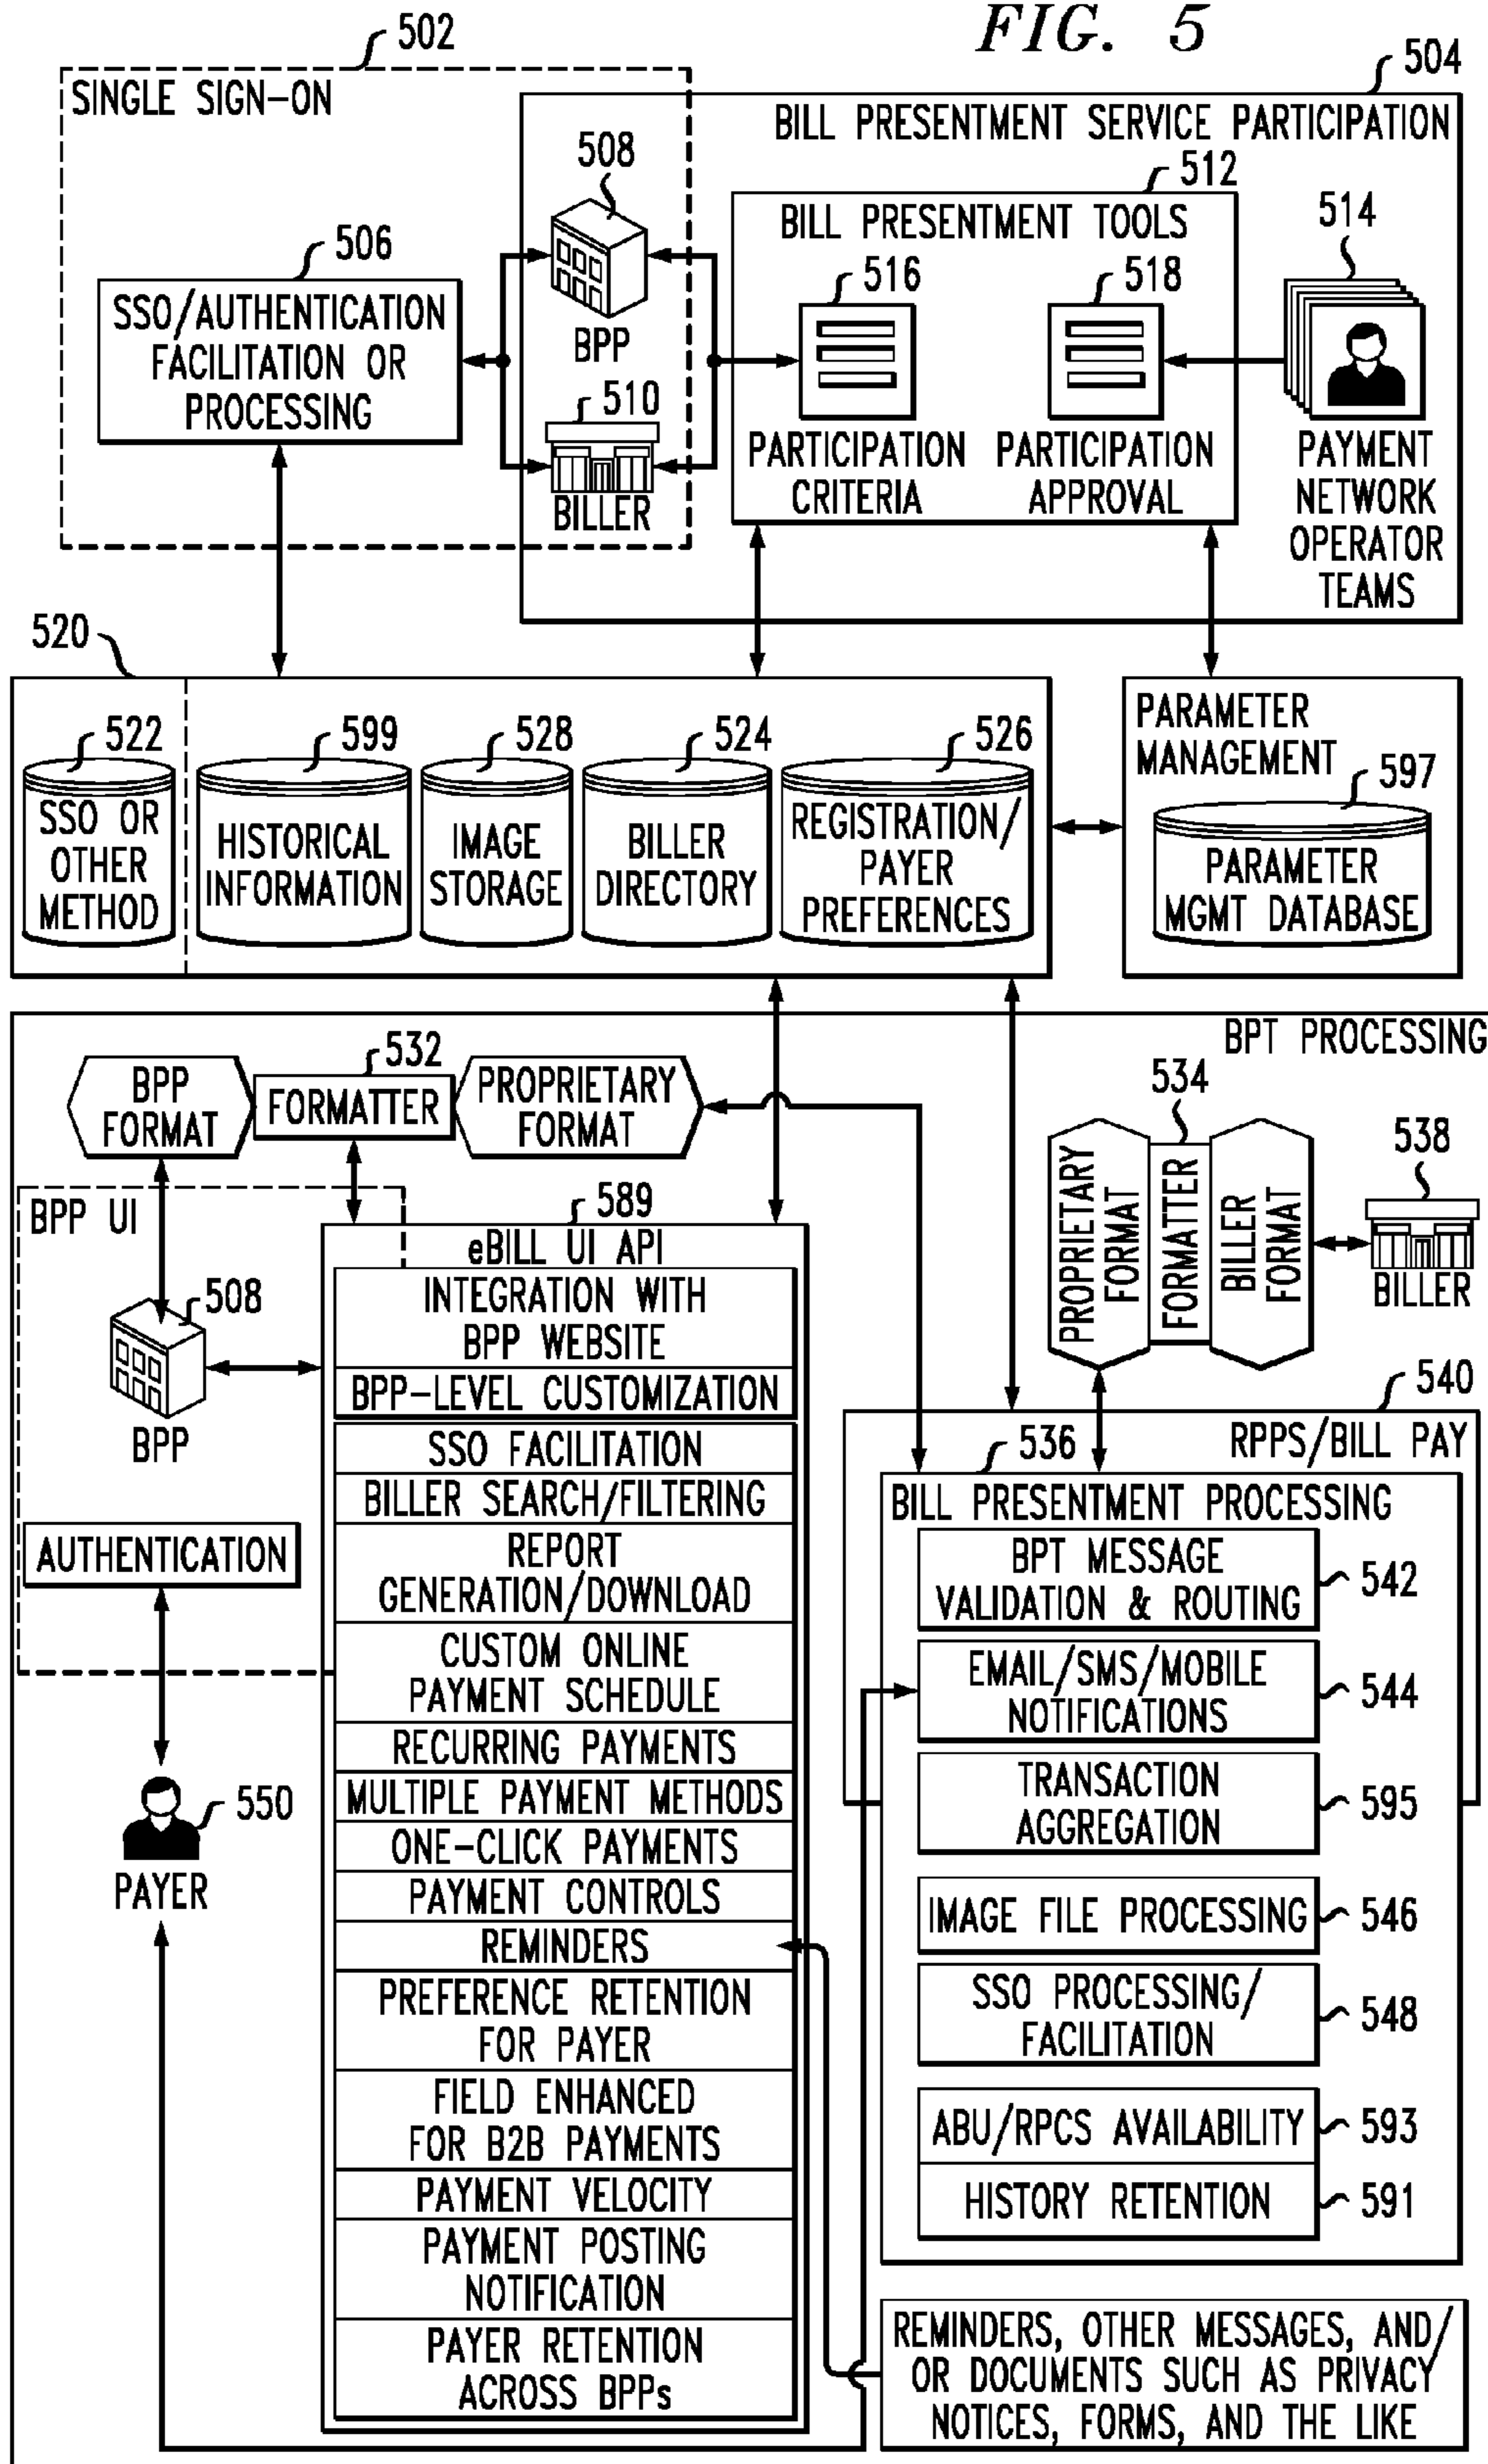 FIG. 5
502
504
SINGLE SIGN-ON
BILL PRESENTMENT SERVICE PARTICIPATION
508
512
BILL PRESENTMENT TOOLS
514
506
516
518
SSO/AUTHENTICATION
FACILITATION OR
PROCESSING
BPP
510
BILLER
PARTICIPATION
CRITERIA
PARTICIPATION
APPROVAL
PAYMENT
NETWORK
OPERATOR
TEAMS
520
522
SSO OR
OTHER
METHOD
599
HISTORICAL
INFORMATION
528
IMAGE
STORAGE
524
BILLER
DIRECTORY
526
REGISTRATION/
PAYER
PREFERENCES
PARAMETER
MANAGEMENT
597
PARAMETER
MGMT DATABASE
BPT PROCESSING
BPP
FORMAT
532
FORMATTER
PROPRIETARY
FORMAT
534
PROPRIETARY
FORMAT
FORMATTER
BILLER
FORMAT
538
BILLER
BPP UI
508
BPP
AUTHENTICATION
550
PAYER
589
eBILL UI API
INTEGRATION WITH
BPP WEBSITE
BPP-LEVEL CUSTOMIZATION
SSO FACILITATION
BILLER SEARCH/FILTERING
REPORT
GENERATION/DOWNLOAD
CUSTOM ONLINE
PAYMENT SCHEDULE
RECURRING PAYMENTS
MULTIPLE PAYMENT METHODS
ONE-CLICK PAYMENTS
PAYMENT CONTROLS
REMINDERS
PREFERENCE RETENTION
FOR PAYER
FIELD ENHANCED
FOR B2B PAYMENTS
PAYMENT VELOCITY
PAYMENT POSTING
NOTIFICATION
PAYER RETENTION
ACROSS BPPs
540
RPPS/BILL PAY
536
BILL PRESENTMENT PROCESSING
BPT MESSAGE
VALIDATION & ROUTING
542
EMAIL/SMS/MOBILE
NOTIFICATIONS
544
TRANSACTION
AGGREGATION
595
IMAGE FILE PROCESSING
546
SSO PROCESSING/
FACILITATION
548
ABU/RPCS AVAILABILITY
593
HISTORY RETENTION
591
REMINDERS, OTHER MESSAGES, AND/
OR DOCUMENTS SUCH AS PRIVACY
NOTICES, FORMS, AND THE LIKE